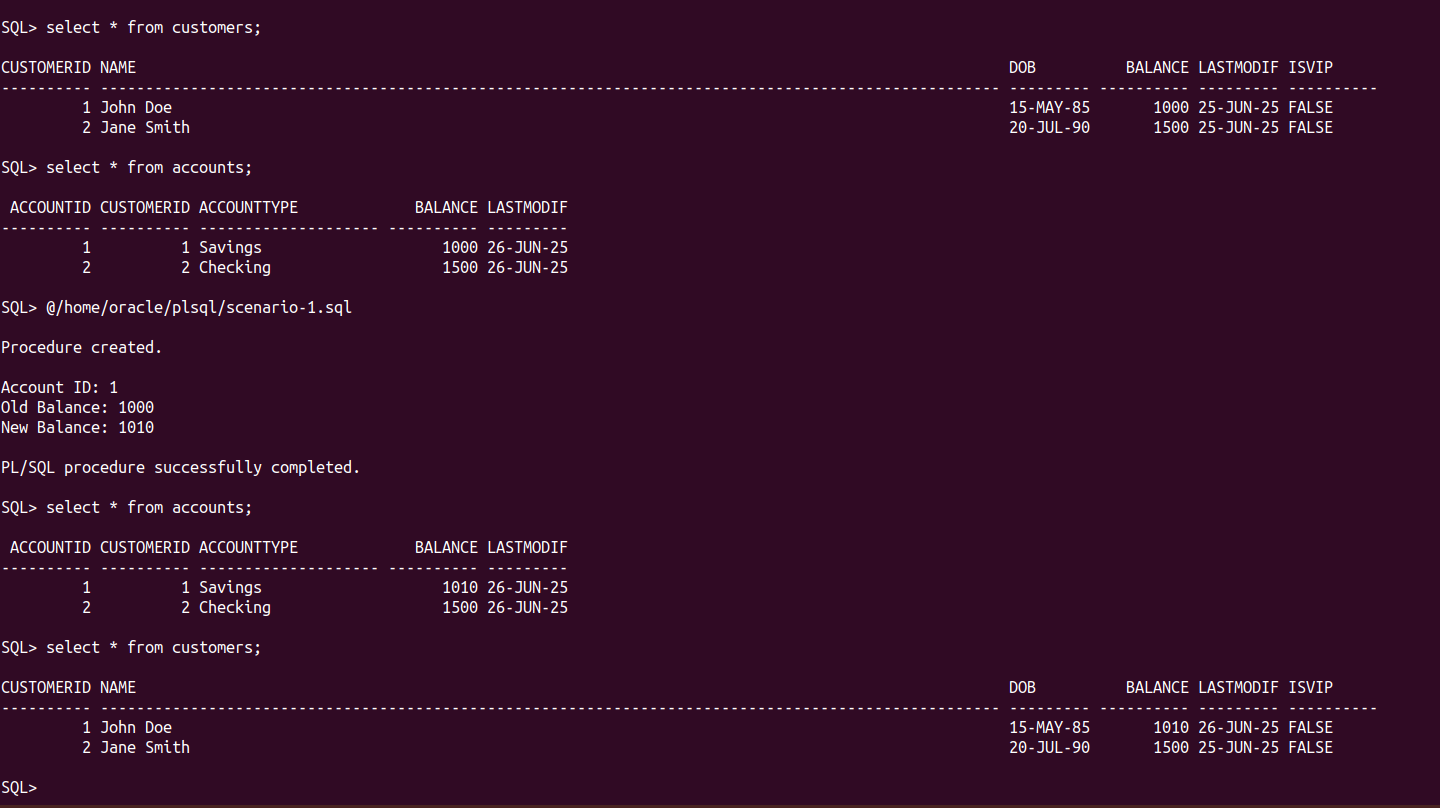 SQL> select * from customers;
CUSTOMERID NAME                                                                                                 DOB          BALANCE LASTMODIF ISVIP
---------- ---------------------------------------------------------------------------------------------------- --------- ---------- --------- ----------
         1 John Doe                                                                                             15-MAY-85       1000 25-JUN-25 FALSE
         2 Jane Smith                                                                                           20-JUL-90       1500 25-JUN-25 FALSE
SQL> select * from accounts;
 ACCOUNTID CUSTOMERID ACCOUNTTYPE             BALANCE LASTMODIF
---------- ---------- -------------------- ---------- ---------
         1          1 Savings                    1000 26-JUN-25
         2          2 Checking                   1500 26-JUN-25
SQL> @/home/oracle/plsql/scenario-1.sql
Procedure created.
Account ID: 1
Old Balance: 1000
New Balance: 1010
PL/SQL procedure successfully completed.
SQL> select * from accounts;
 ACCOUNTID CUSTOMERID ACCOUNTTYPE             BALANCE LASTMODIF
---------- ---------- -------------------- ---------- ---------
         1          1 Savings                    1010 26-JUN-25
         2          2 Checking                   1500 26-JUN-25
SQL> select * from customers;
CUSTOMERID NAME                                                                                                 DOB          BALANCE LASTMODIF ISVIP
---------- ---------------------------------------------------------------------------------------------------- --------- ---------- --------- ----------
         1 John Doe                                                                                             15-MAY-85       1010 26-JUN-25 FALSE
         2 Jane Smith                                                                                           20-JUL-90       1500 25-JUN-25 FALSE
SQL>